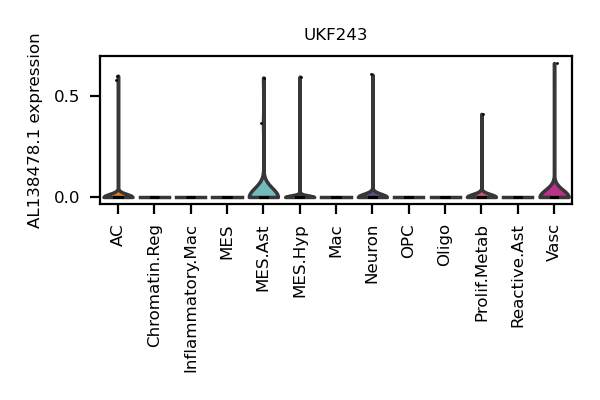 UKF243
AL138478.1 expression
0.5
0.0
AC
Chromatin.Reg
Inflammatory.Mac
MES
MES.Ast
MES.Hyp
Mac
Neuron
OPC
Oligo
Prolif.Metab
Reactive.Ast
Vasc